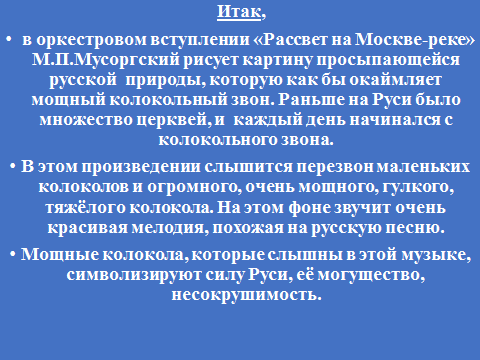 Итак,
• в оркестровом вступлении «Рассвет на Москве-реке»
М.П.Мусоргский рисует картину просыпающейся
русской природы, которую как бы окаймляет
мощный колокольный звон. Раньше на Руси было
множество церквей, и каждый день начинался с
колокольного звона.
• В этом произведении слышится перезвон маленьких
колоколов и огромного, очень мощного, гулкого,
тяжёлого колокола. На этом фоне звучит очень
красивая мелодия, похожая на русскую песню.
• Мощные колокола, которые слышны в этой музыке,
символизируют силу Руси, её могущество,
несокрушимость.